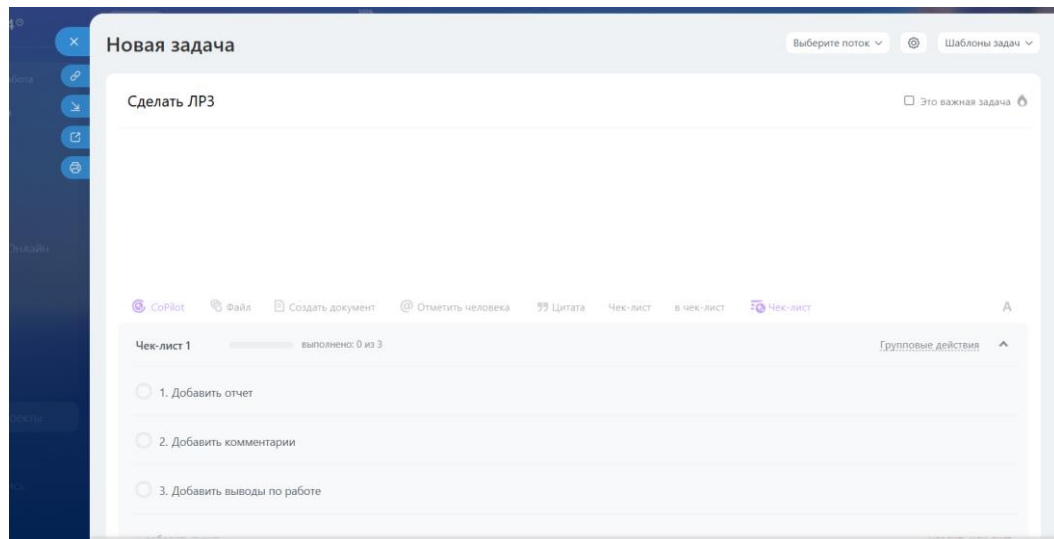 Новая задача
Выберите поток
Шаблоны задач
Сделать ЛР3
Это важная задача
CoPilot Файл Создать документ Отметить человека Цитата Чек-лист в чек-лист Чек-лист A
Чек-лист 1 выполнено: 0 из 3 Групповые действия
1. Добавить отчет
2. Добавить комментарии
3. Добавить выводы по работе
Онлайн